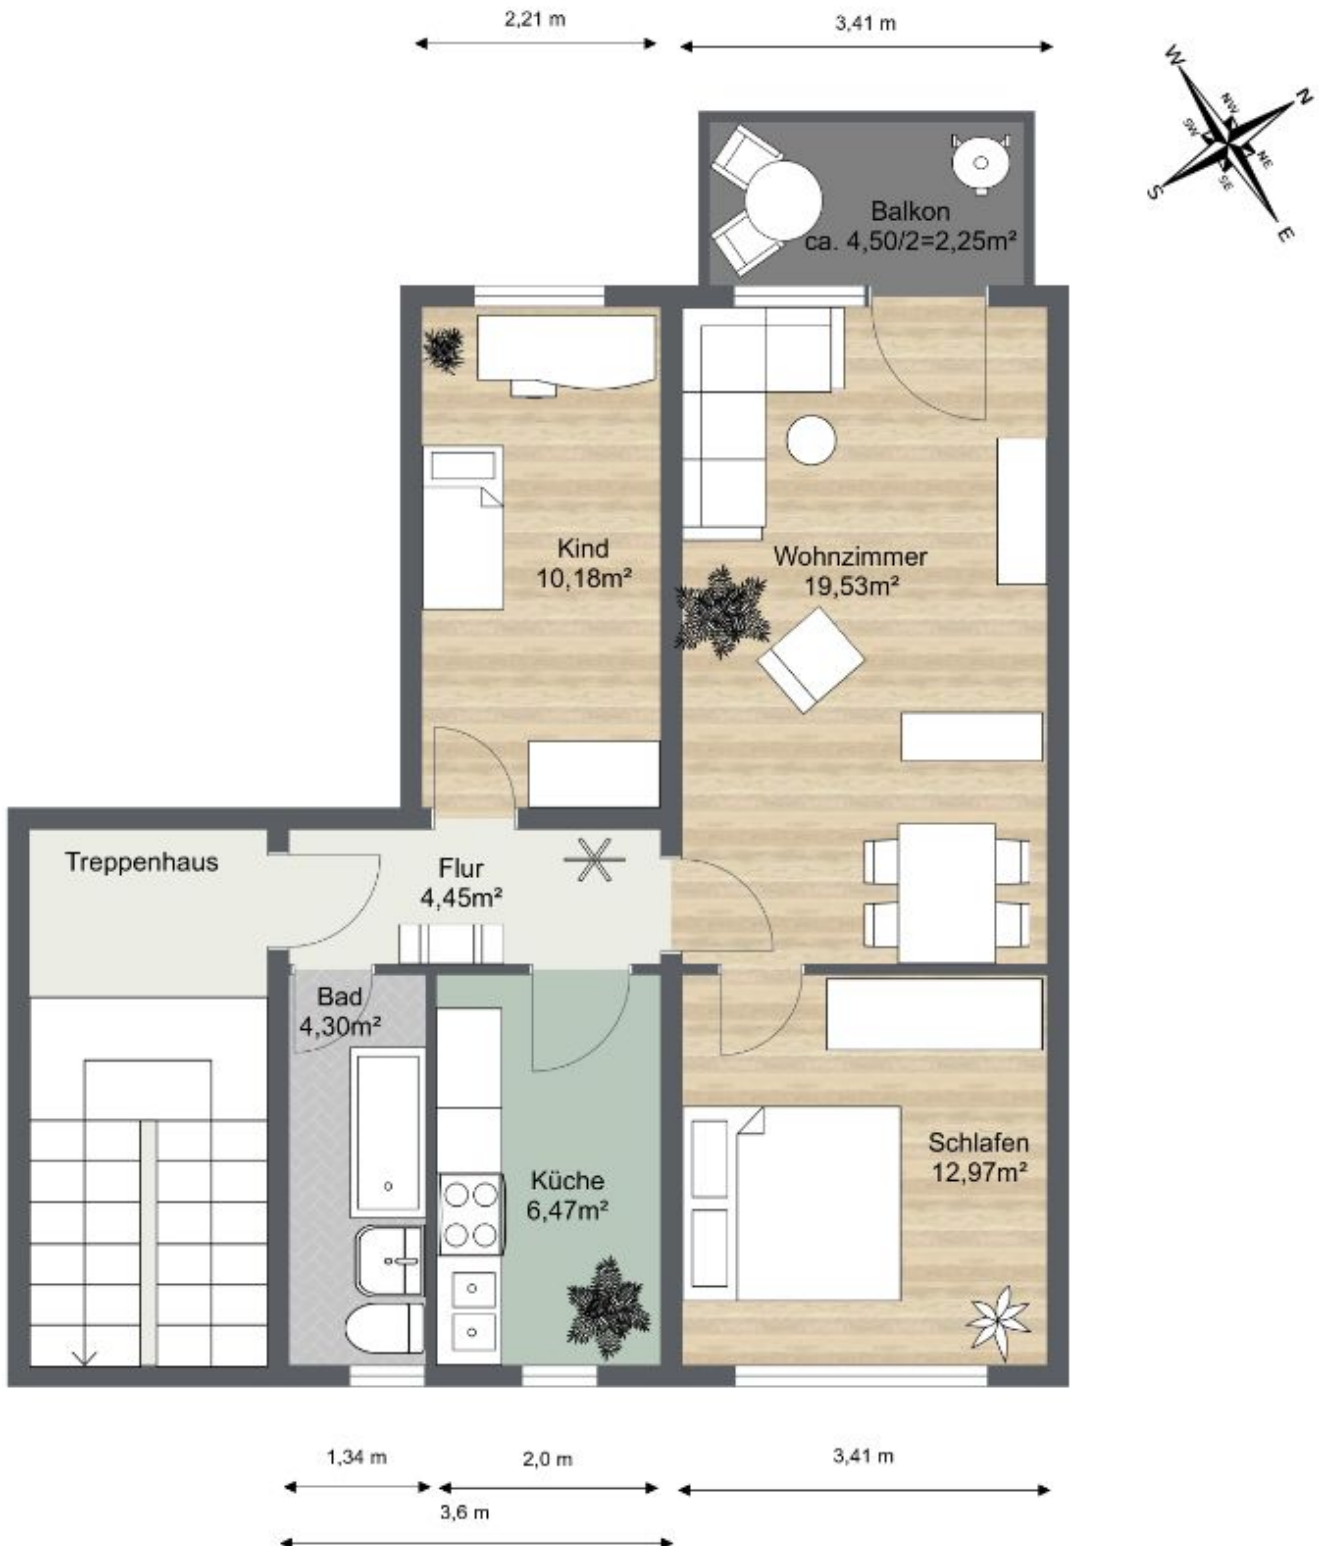 2,21 m
3,41 m
W
N
NW
SW
NE
SE
S
E
Balkon
ca. 4,50/2=2,25m²
Kind
10,18m²
Wohnzimmer
19,53m²
Treppenhaus
Flur
4,45m²
Bad
4,30m²
Küche
6,47m²
Schlafen
12,97m²
1,34 m
2,0 m
3,41 m
3,6 m